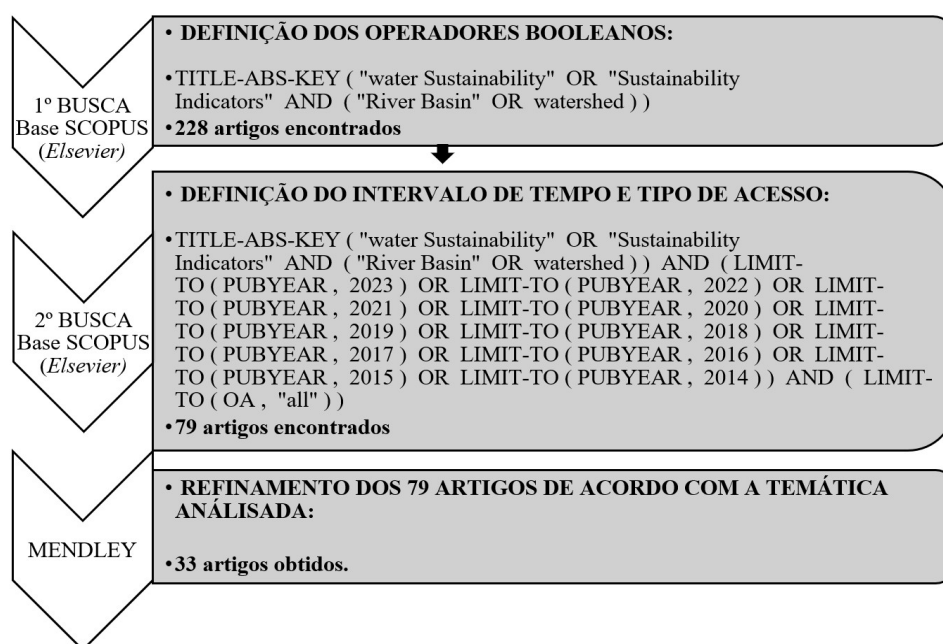 1º BUSCA
Base SCOPUS
(Elsevier)
• DEFINIÇÃO DOS OPERADORES BOOLEANOS:
•TITLE-ABS-KEY ( "water Sustainability" OR "Sustainability
Indicators" AND ( "River Basin" OR watershed ) )
•228 artigos encontrados
2º BUSCA
Base SCOPUS
(Elsevier)
• DEFINIÇÃO DO INTERVALO DE TEMPO E TIPO DE ACESSO:
•TITLE-ABS-KEY ( "water Sustainability" OR "Sustainability
Indicators" AND ( "River Basin" OR watershed ) ) AND ( LIMIT-
TO ( PUBYEAR , 2023 ) OR LIMIT-TO ( PUBYEAR , 2022 ) OR LIMIT-
TO ( PUBYEAR , 2021 ) OR LIMIT-TO ( PUBYEAR , 2020 ) OR LIMIT-
TO ( PUBYEAR , 2019 ) OR LIMIT-TO ( PUBYEAR , 2018 ) OR LIMIT-
TO ( PUBYEAR , 2017 ) OR LIMIT-TO ( PUBYEAR , 2016 ) OR LIMIT-
TO ( PUBYEAR , 2015 ) OR LIMIT-TO ( PUBYEAR , 2014 ) ) AND ( LIMIT-
TO ( OA , "all" ) )
•79 artigos encontrados
MENDLEY
• REFINAMENTO DOS 79 ARTIGOS DE ACORDO COM A TEMÁTICA
ANÁLISADA:
•33 artigos obtidos.